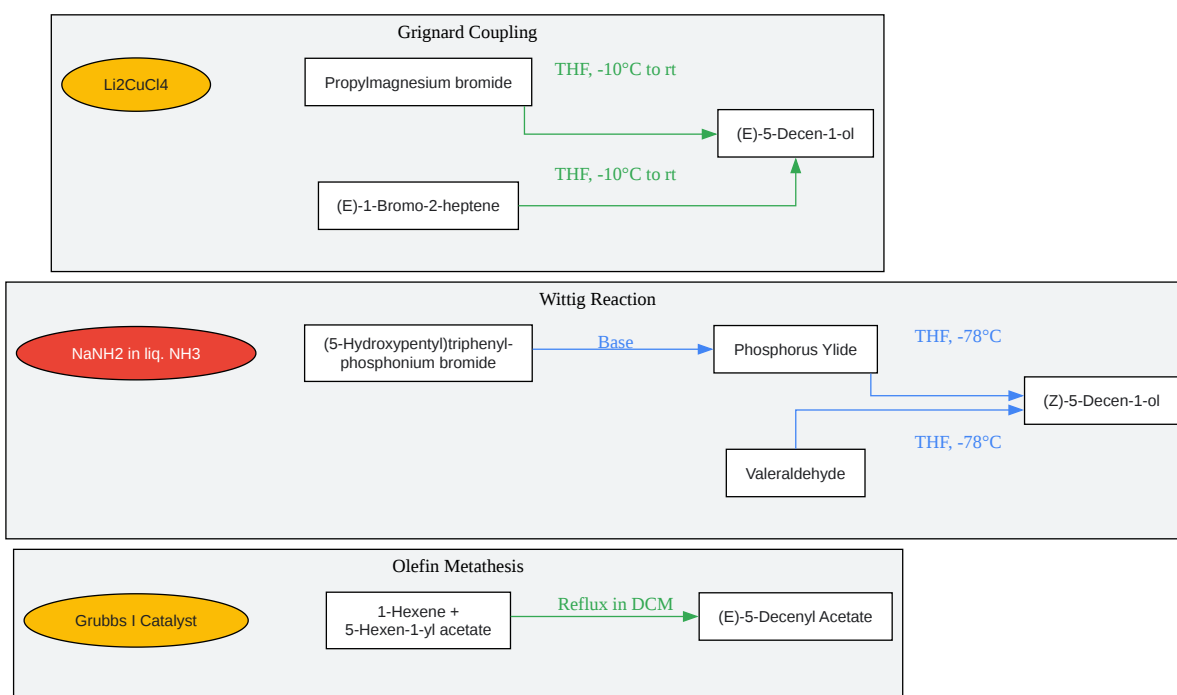 Grignard Coupling
Li2CuCl4
Propylmagnesium bromide
THF, -10°C to rt
(E)-5-Decen-1-ol
THF, -10°C to rt
(E)-1-Bromo-2-heptene
Wittig Reaction
NaNH2 in liq. NH3
(5-Hydroxypentyl)triphenyl-
phosphonium bromide
Base
Phosphorus Ylide
THF, -78°C
(Z)-5-Decen-1-ol
THF, -78°C
Valeraldehyde
Olefin Metathesis
Grubbs I Catalyst
1-Hexene +
5-Hexen-1-yl acetate
Reflux in DCM
(E)-5-Decenyl Acetate